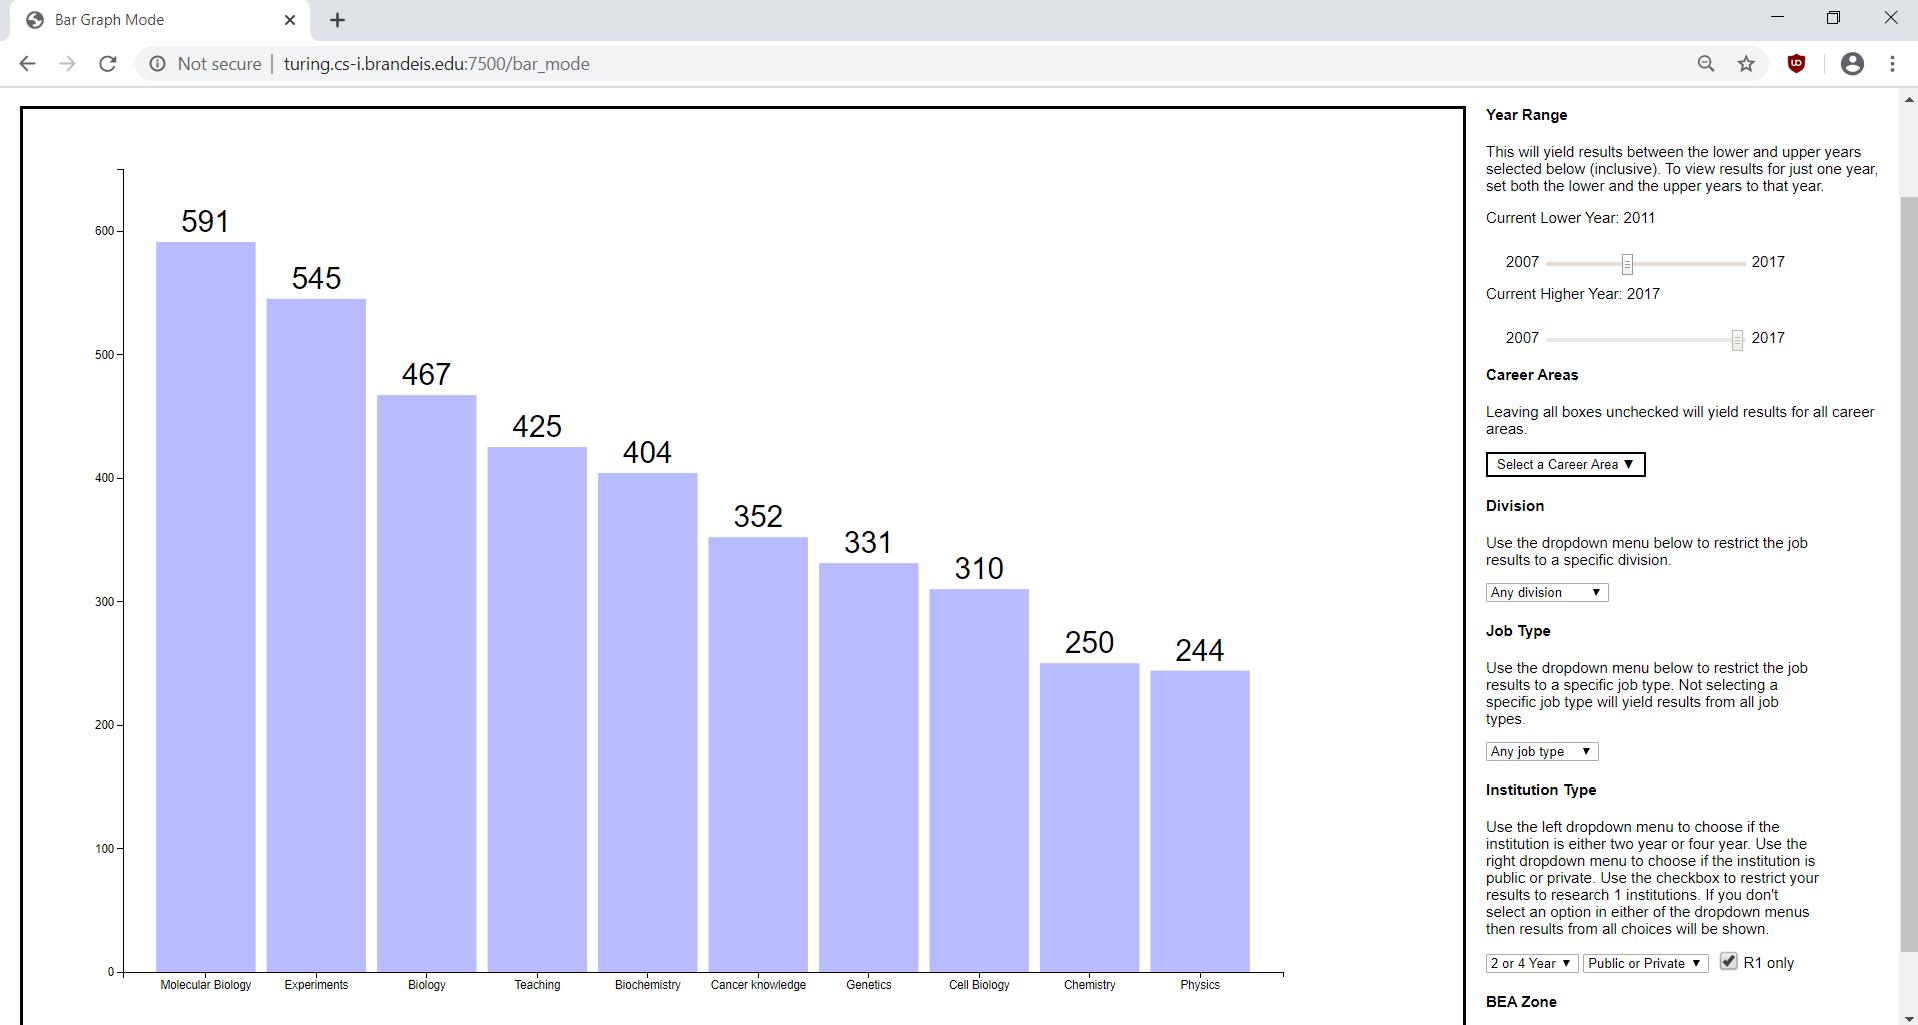 Bar Graph Mode
Not secure | turing.cs-i.brandeis.edu:7500/bar_mode
600
500
400
300
200
100
0
591
545
467
425
404
352
331
310
250
244
Molecular Biology
Experiments
Biology
Teaching
Biochemistry
Cancer knowledge
Genetics
Cell Biology
Chemistry
Physics
Year Range
This will yield results between the lower and upper years
selected below (inclusive). To view results for just one year,
set both the lower and the upper years to that year.
Current Lower Year: 2011
2007 2017
Current Higher Year: 2017
2007 2017
Career Areas
Leaving all boxes unchecked will yield results for all career
areas.
Select a Career Area ▼
Division
Use the dropdown menu below to restrict the job
results to a specific division.
Any division ▼
Job Type
Use the dropdown menu below to restrict the job
results to a specific job type. Not selecting a
specific job type will yield results from all job
types.
Any job type ▼
Institution Type
Use the left dropdown menu to choose if the
institution is either two year or four year. Use the
right dropdown menu to choose if the institution is
public or private. Use the checkbox to restrict your
results to research 1 institutions. If you don't
select an option in either of the dropdown menus
then results from all choices will be shown.
2 or 4 Year ▼ Public or Private ▼ R1 only
BEA Zone